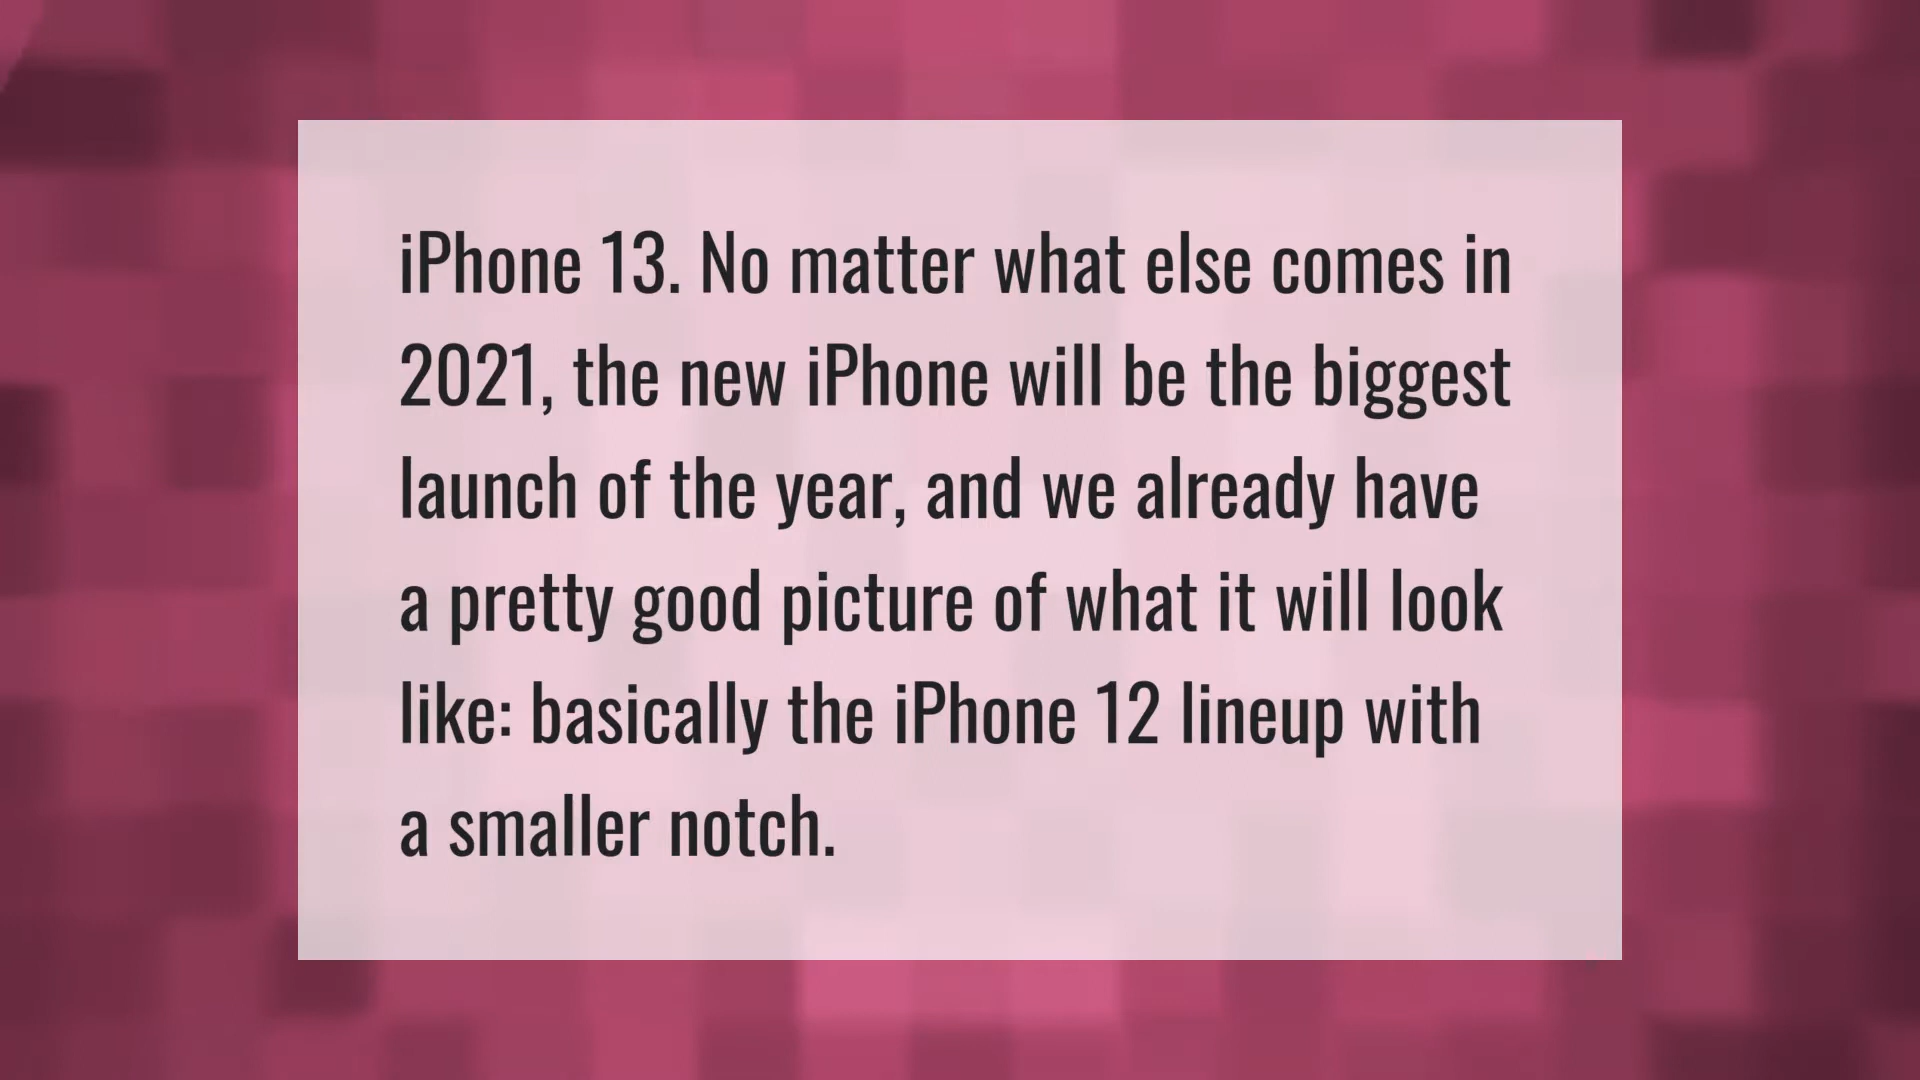 iPhone 13. No matter what else comes in
2021, the new iPhone will be the biggest
launch of the year, and we already have
a pretty good picture of what it will look
like: basically the iPhone 12 lineup with
a smaller notch.